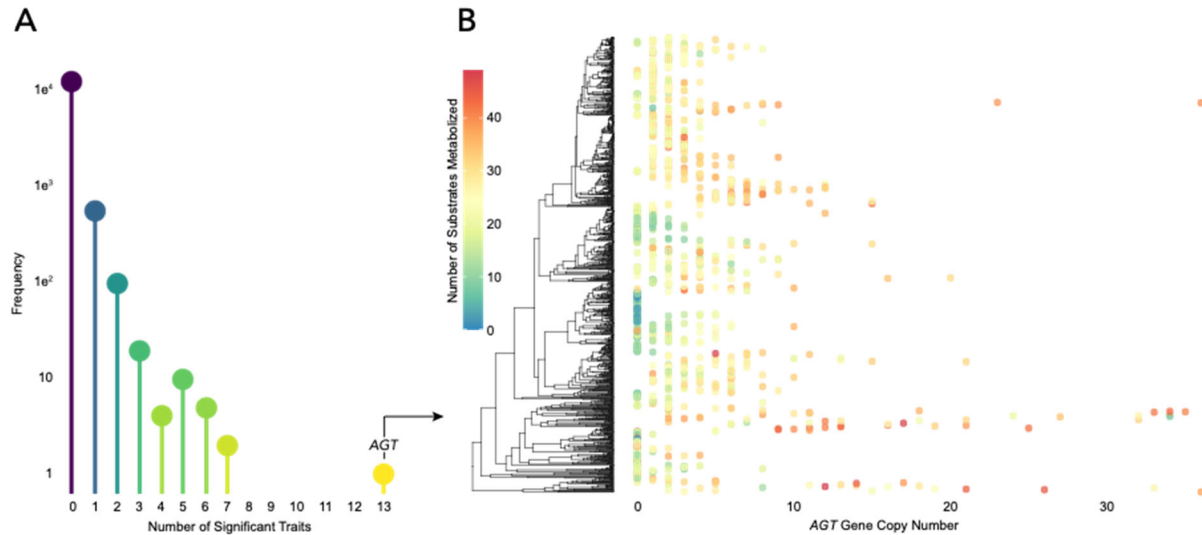 A
B
1e⁴
1e³
1e²
10
1
Frequency
0 1 2 3 4 5 6 7 8 9 10 11 12 13
Number of Significant Traits
AGT
Number of Substrates Metabolized
40
30
20
10
0
0 10 20 30
AGT Gene Copy Number